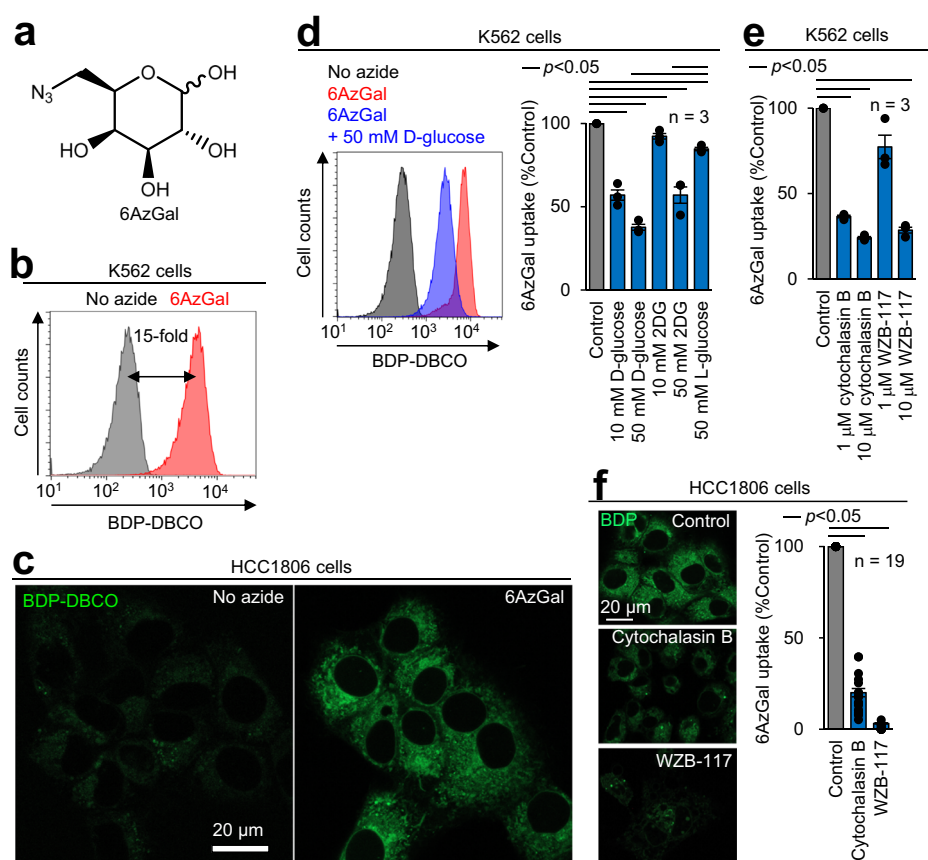 a
O
OH
N3
HO
OH
OH
6AzGal
b
K562 cells
No azide 6AzGal
15-fold
Cell counts
10¹ 10² 10³ 10⁴
BDP-DBCO
c
HCC1806 cells
BDP-DBCO
No azide
6AzGal
20 μm
d
K562 cells
No azide
6AzGal
6AzGal
+ 50 mM D-glucose
Cell counts
10¹ 10² 10³ 10⁴
BDP-DBCO
p<0.05
n = 3
6AzGal uptake (%Control)
100
50
0
Control
10 mM D-glucose
50 mM D-glucose
10 mM 2DG
50 mM 2DG
50 mM L-glucose
e
K562 cells
p<0.05
n = 3
6AzGal uptake (%Control)
100
50
0
Control
1 μM cytochalasin B
10 μM cytochalasin B
1 μM WZB-117
10 μM WZB-117
f
HCC1806 cells
BDP
Control
20 μm
Cytochalasin B
WZB-117
p<0.05
n = 19
6AzGal uptake (%Control)
100
50
0
Control
Cytochalasin B
WZB-117